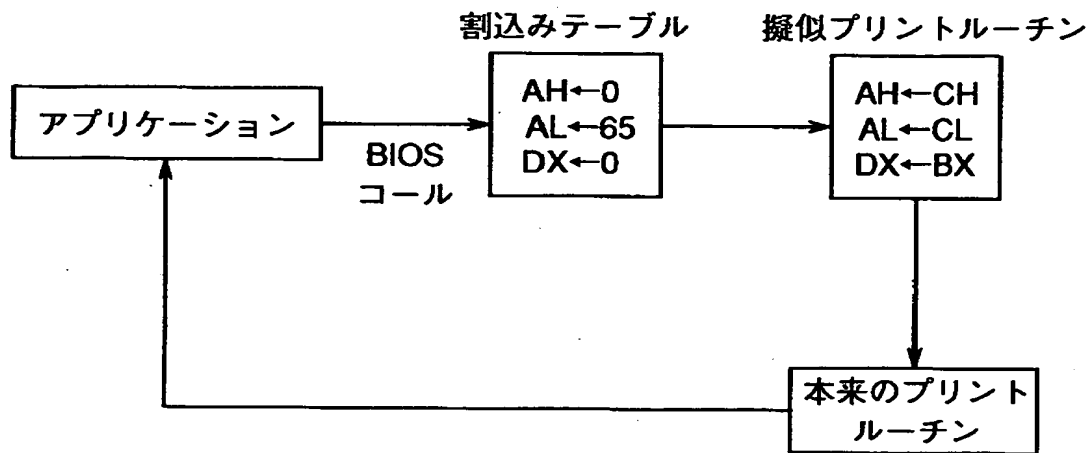 割込みテーブル
擬似プリントルーチン
アプリケーション
BIOS
コール
AH←0
AL←65
DX←0
AH←CH
AL←CL
DX←BX
本来のプリント
ルーチン